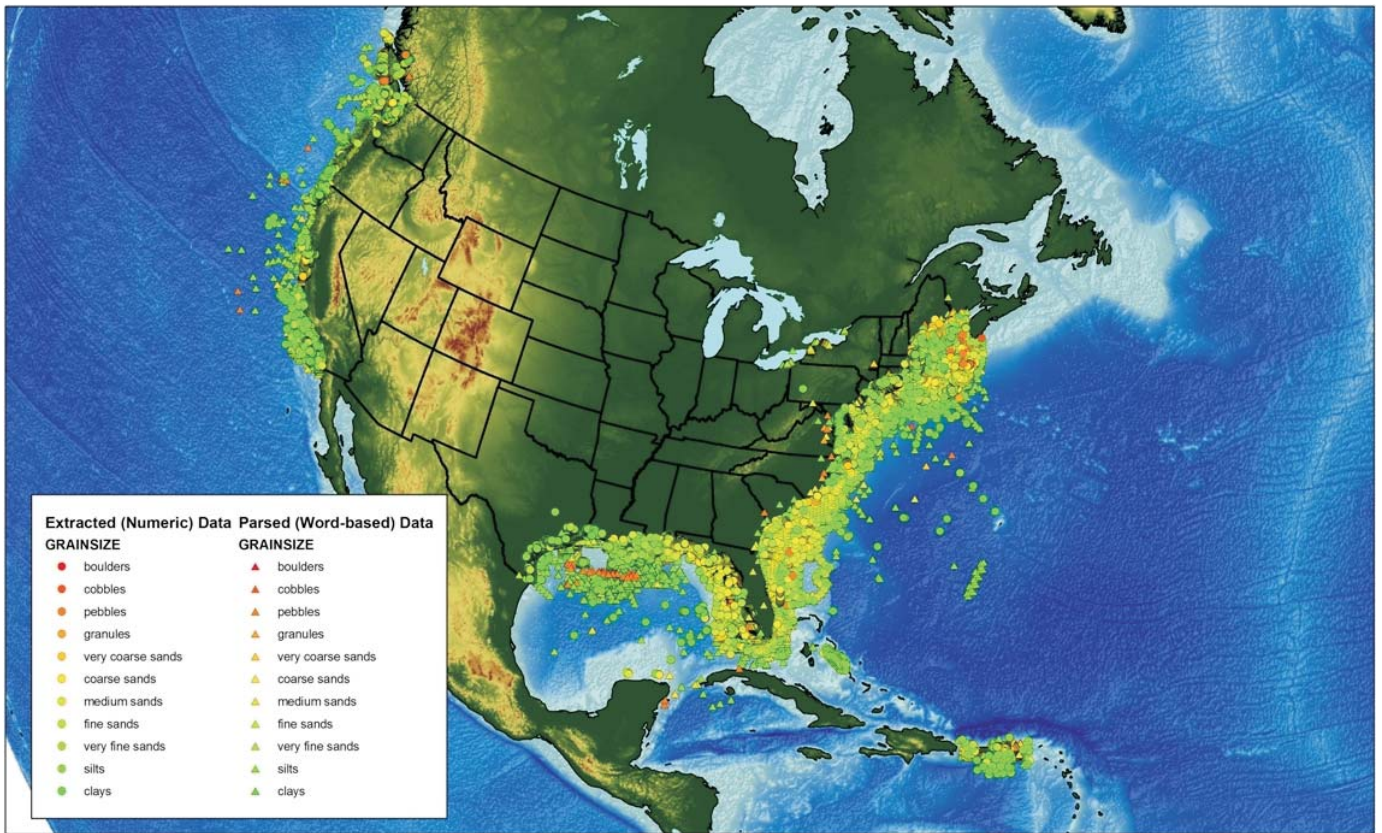 Extracted (Numeric) Data Parsed (Word-based) Data
GRAINSIZE GRAINSIZE
boulders boulders
cobbles cobbles
pebbles pebbles
granules granules
very coarse sands very coarse sands
coarse sands coarse sands
medium sands medium sands
fine sands fine sands
very fine sands very fine sands
silts silts
clays clays